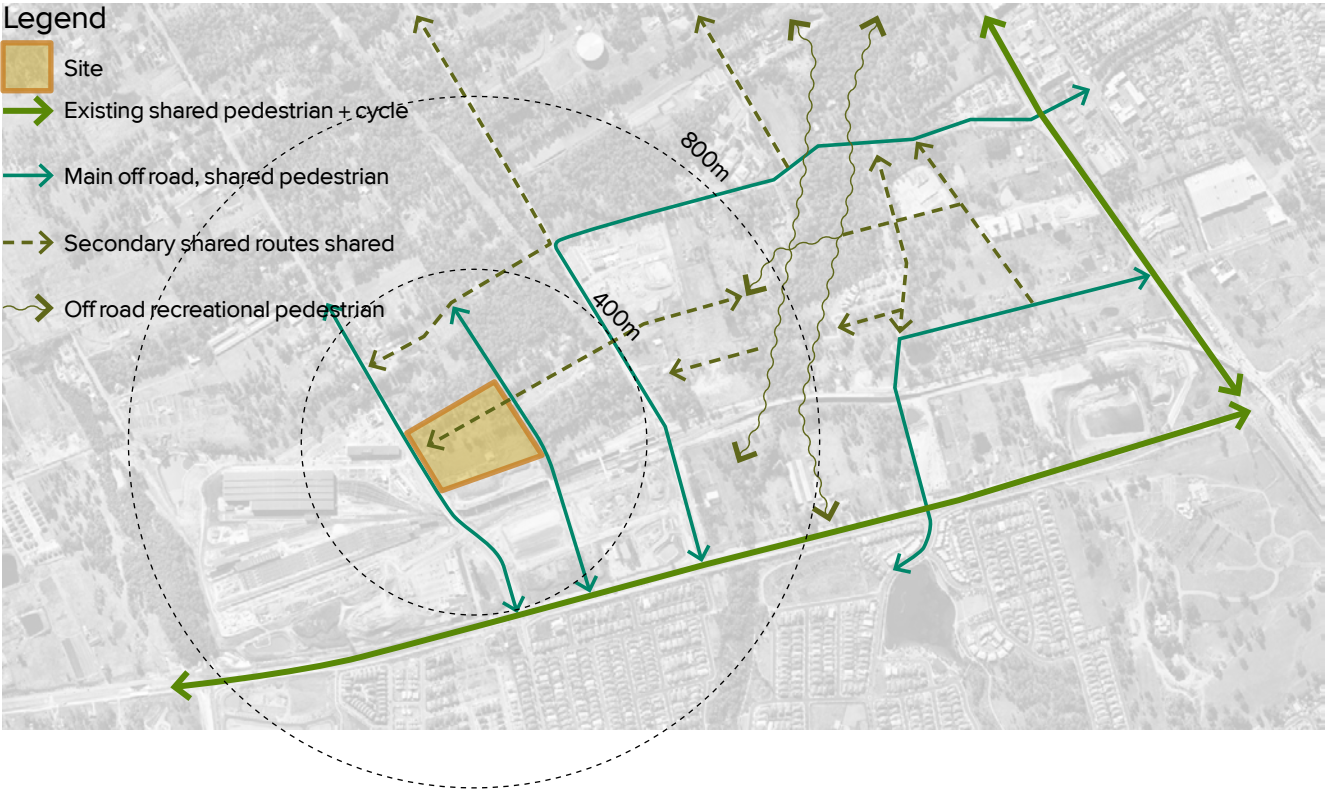 Legend
Site
Existing shared pedestrian + cycle
Main off road, shared pedestrian
Secondary shared routes shared
Off road recreational pedestrian
800m
400m